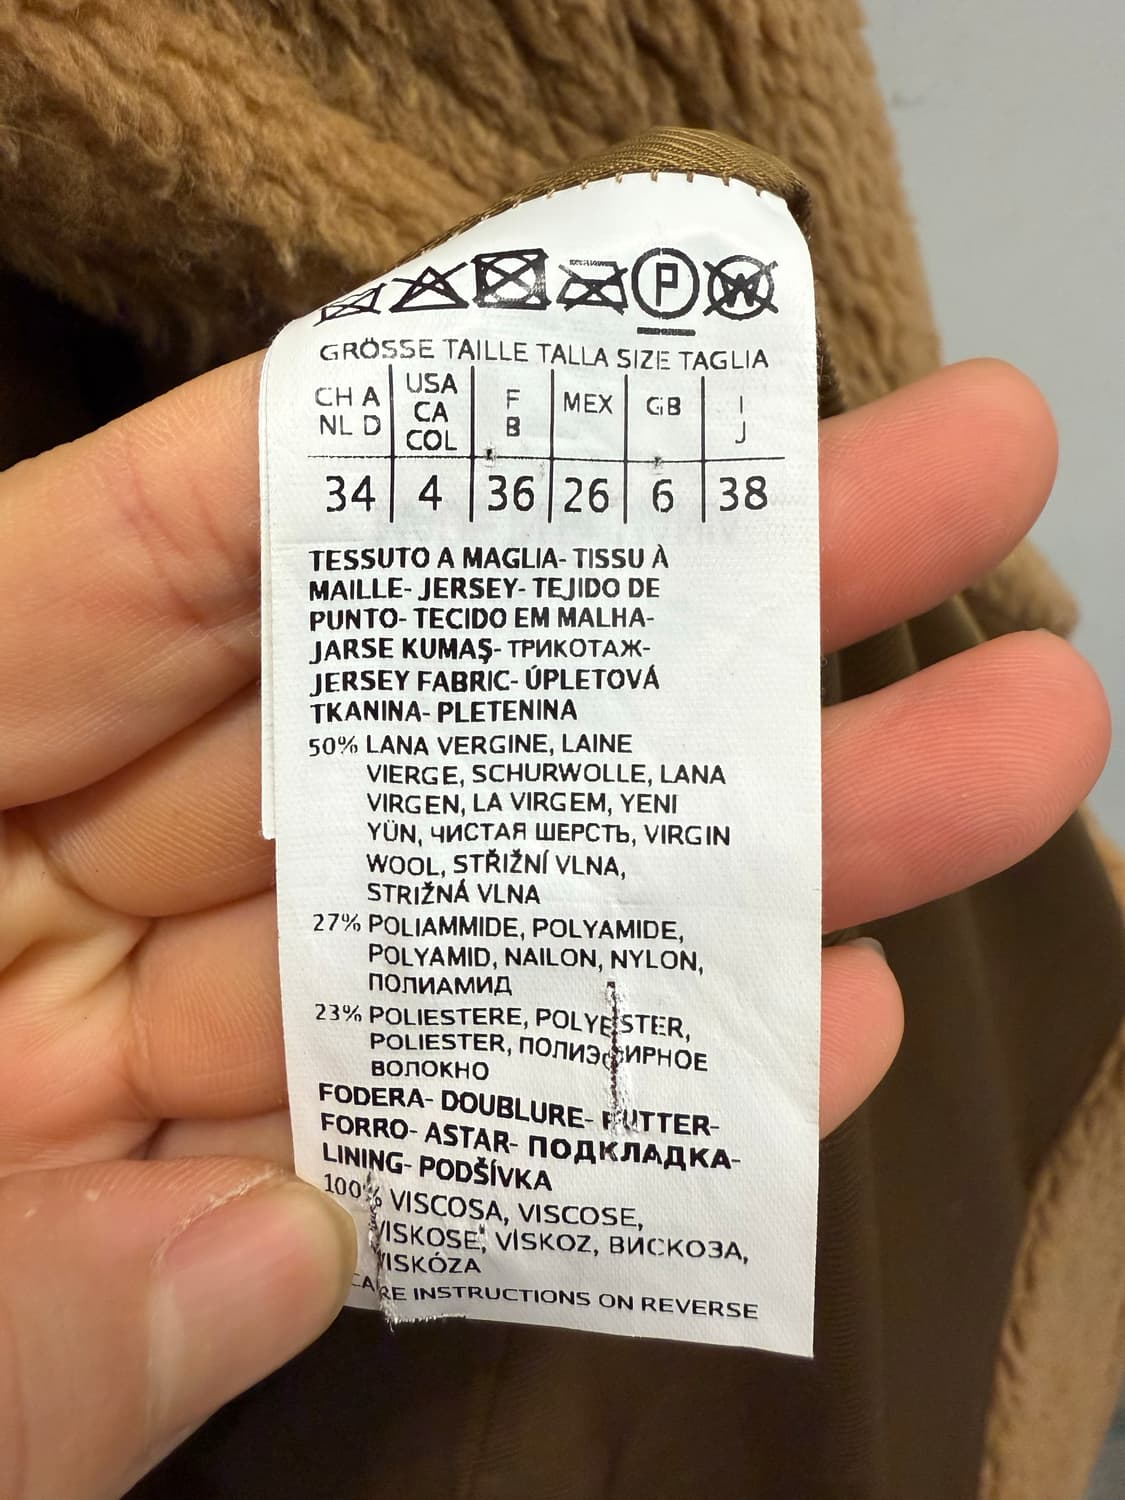 P W
GRÖSSE TAILLE TALLA SIZE TAGLIA
CH A NL D | USA CA COL | F B | MEX | GB | I J
34 | 4 | 36 | 26 | 6 | 38
TESSUTO A MAGLIA- TISSU À
MAILLE- JERSEY- TEJIDO DE
PUNTO- TECIDO EM MALHA-
JARSE KUMAŞ- ТРИКОТАЖ-
JERSEY FABRIC- ÚPLETOVÁ
TKANINA- PLETENINA
50% LANA VERGINE, LAINE
VIERGE, SCHURWOLLE, LANA
VIRGEN, LA VIRGEM, YENI
YÜN, ЧИСТАЯ ШЕРСТЬ, VIRGIN
WOOL, STŘIŽNÍ VLNA,
STRIŽNÁ VLNA
27% POLIAMMIDE, POLYAMIDE,
POLYAMID, NAILON, NYLON,
ПОЛИАМИД
23% POLIESTERE, POLYESTER,
POLIESTER, ПОЛИЭФИРНОЕ
ВОЛОКНО
FODERA- DOUBLURE- FUTTER-
FORRO- ASTAR- ПОДКЛАДКА-
LINING- PODŠÍVKA
100% VISCOSA, VISCOSE,
VISKOSE, VİSKOZ, ВИСКОЗА,
VISKÓZA
CARE INSTRUCTIONS ON REVERSE